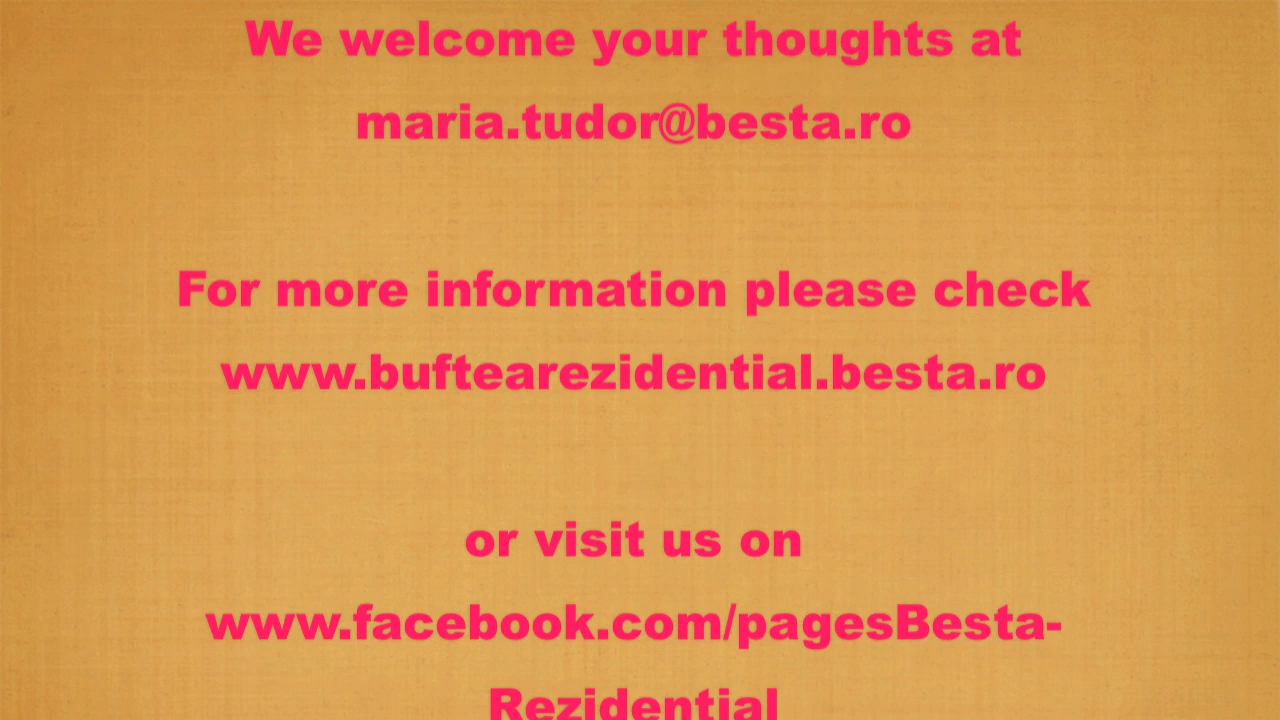 We welcome your thoughts at
maria.tudor@besta.ro
For more information please check
www.buftearezidential.besta.ro
or visit us on
www.facebook.com/pagesBesta-
Rezidential